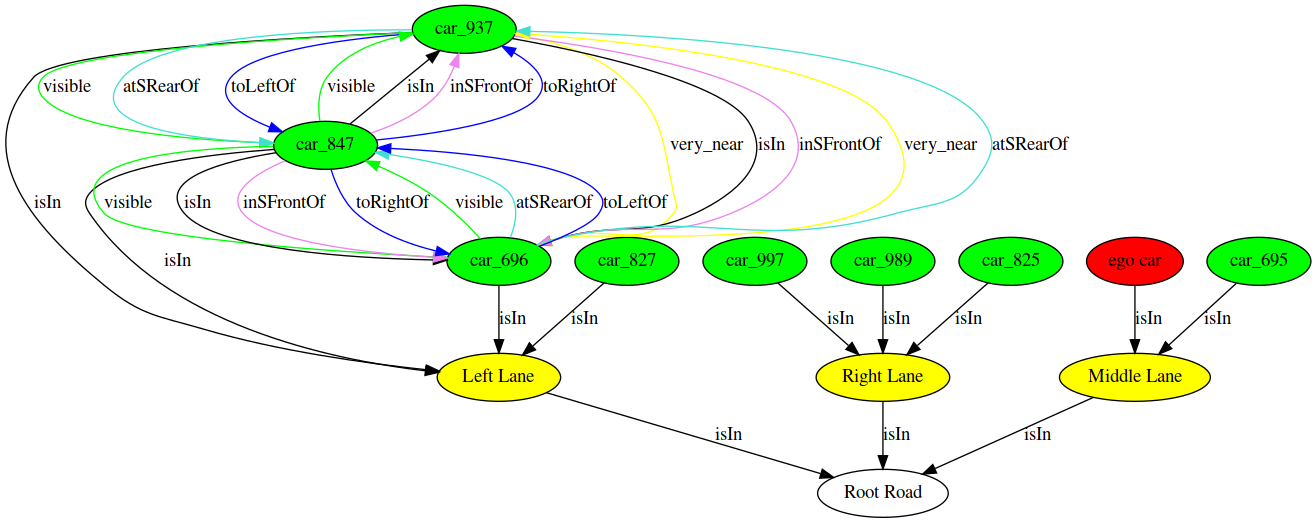 car_937
visible
atSRearOf
toLeftOf
visible
isIn
inSFrontOf
toRightOf
car_847
very_near
isIn
inSFrontOf
very_near
atSRearOf
isIn
visible
isIn
inSFrontOf
toRightOf
visible
atSRearOf
toLeftOf
isIn
car_696
car_827
car_997
car_989
car_825
ego car
car_695
isIn
isIn
isIn
isIn
isIn
isIn
isIn
Left Lane
Right Lane
Middle Lane
isIn
isIn
isIn
Root Road